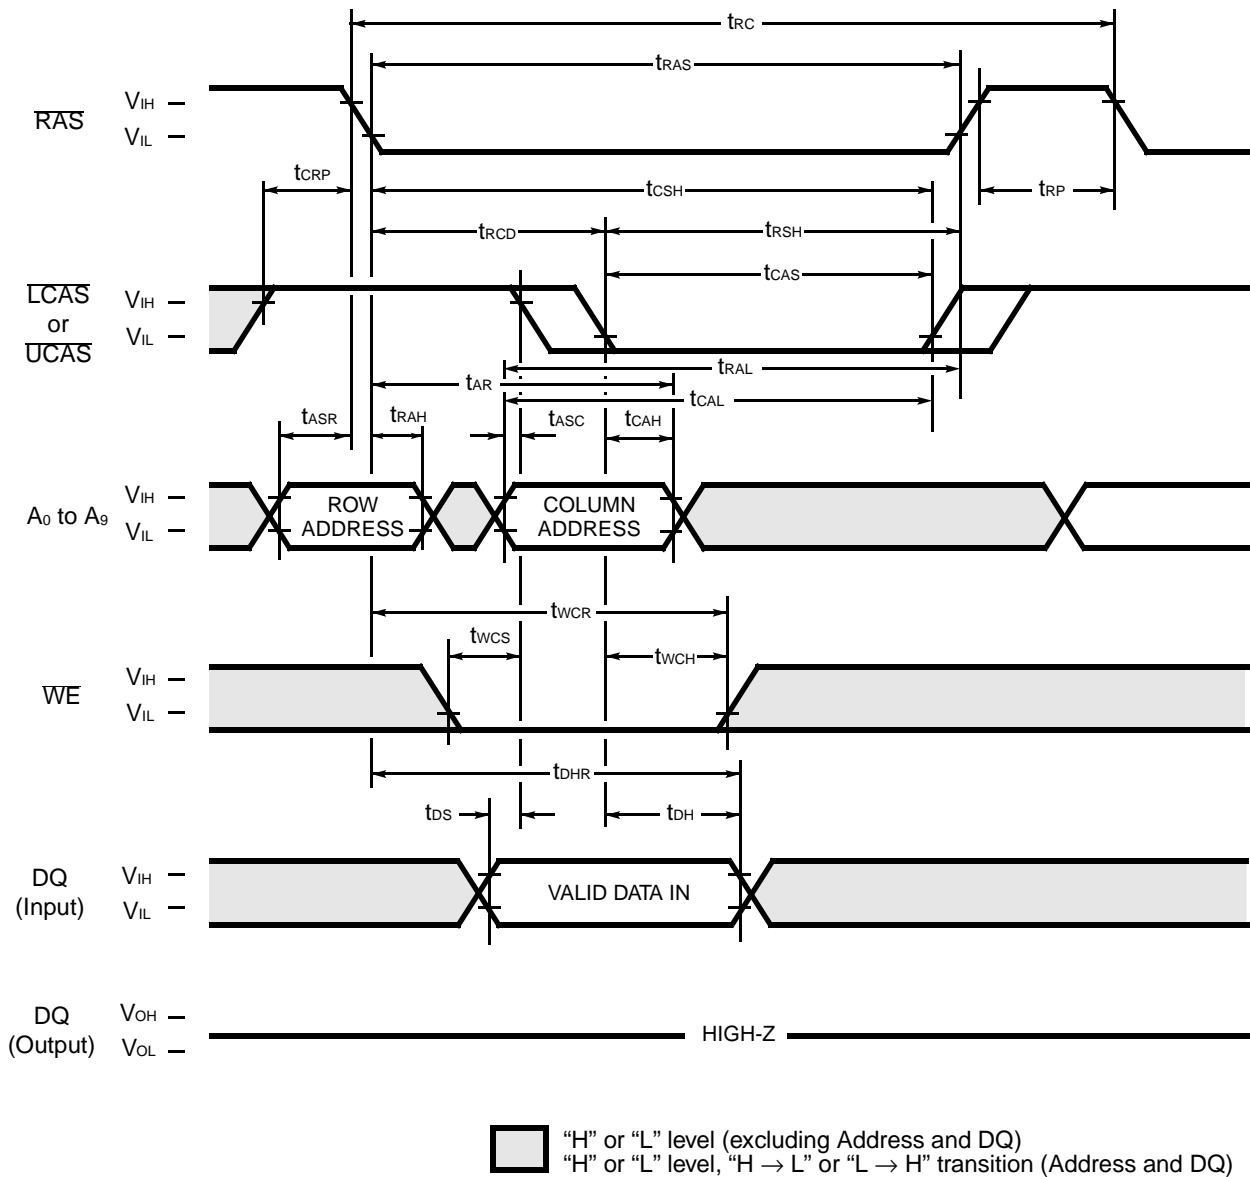 tRC
tRAS
RAS
VIH
VIL
tCRP
tCSH
tRP
tRCD
tRSH
tCAS
LCAS
or
UCAS
VIH
VIL
tRAL
tAR
tCAL
tASR
tRAH
tASC
tCAH
A0 to A9
VIH
VIL
ROW
ADDRESS
COLUMN
ADDRESS
tWCR
tWCS
tWCH
WE
VIH
VIL
tDHR
tDS
tDH
DQ
(Input)
VIH
VIL
VALID DATA IN
DQ
(Output)
VOH
VOL
HIGH-Z
“H” or “L” level (excluding Address and DQ)
“H” or “L” level, “H → L” or “L → H” transition (Address and DQ)